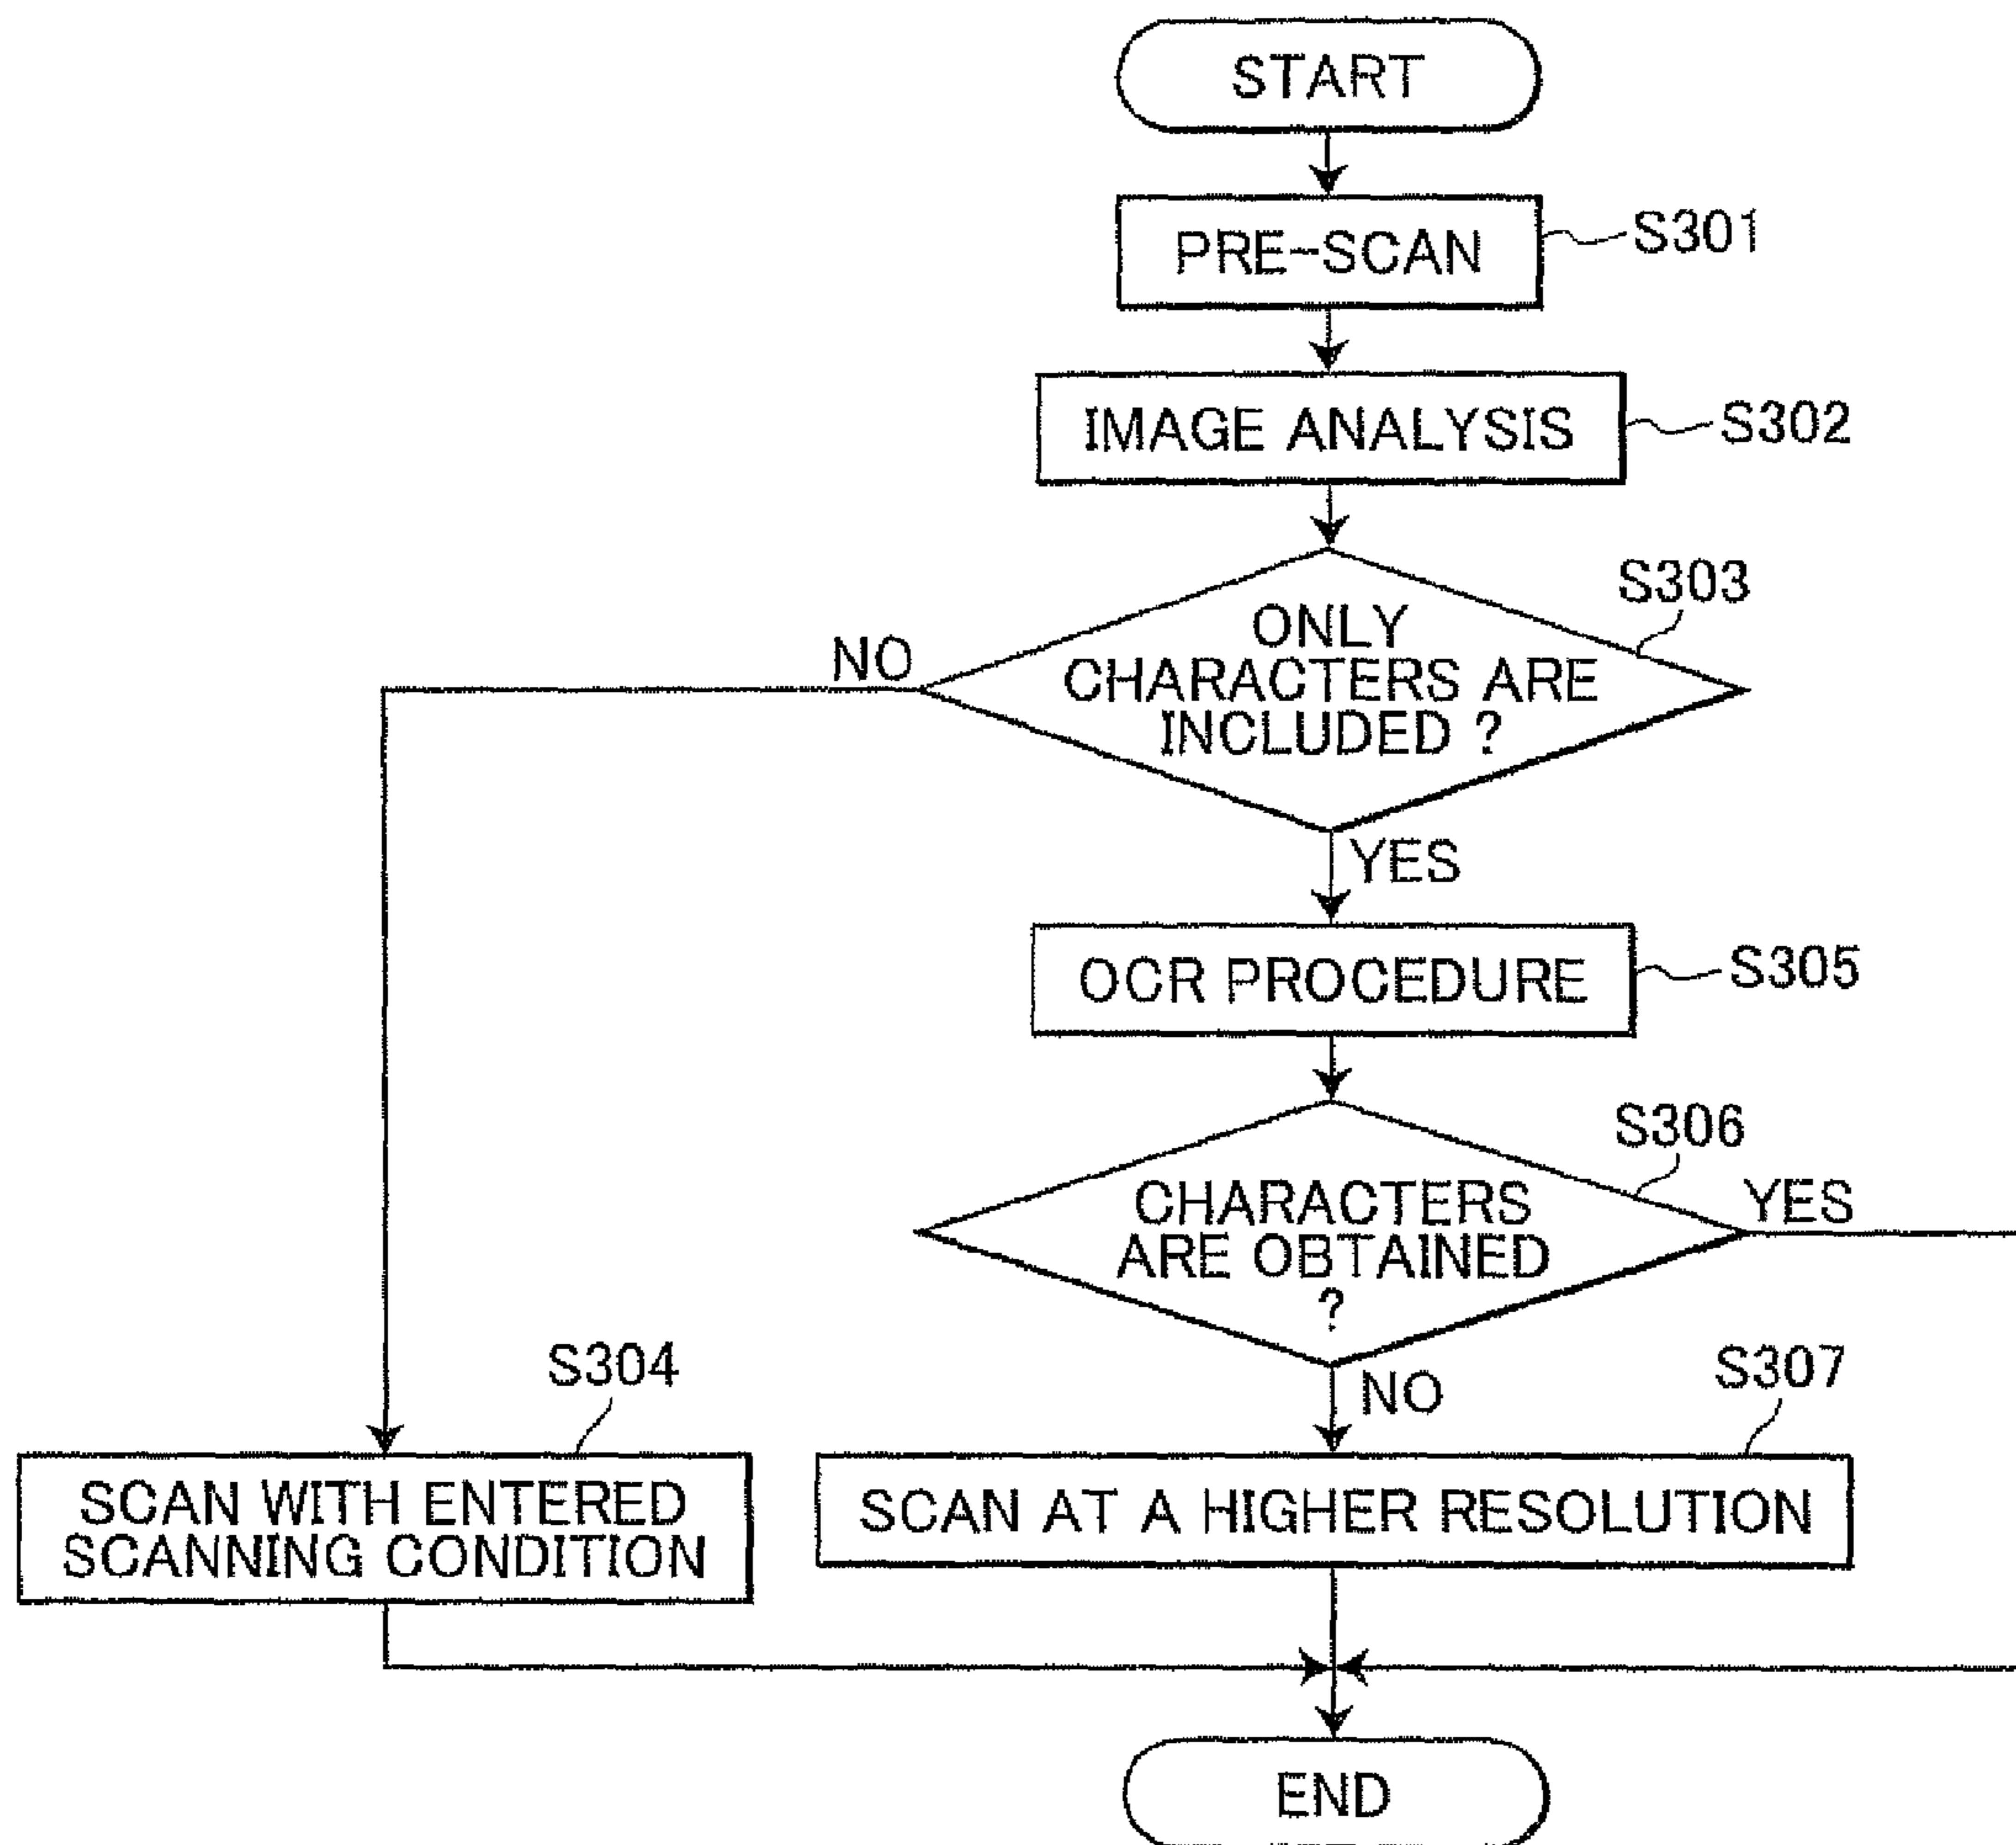 START
PRE-SCAN
S301
IMAGE ANALYSIS
S302
S303
ONLY
CHARACTERS ARE
INCLUDED ?
NO
YES
OCR PROCEDURE
S305
S306
CHARACTERS
ARE OBTAINED
?
YES
NO
S304
SCAN WITH ENTERED
SCANNING CONDITION
S307
SCAN AT A HIGHER RESOLUTION
END